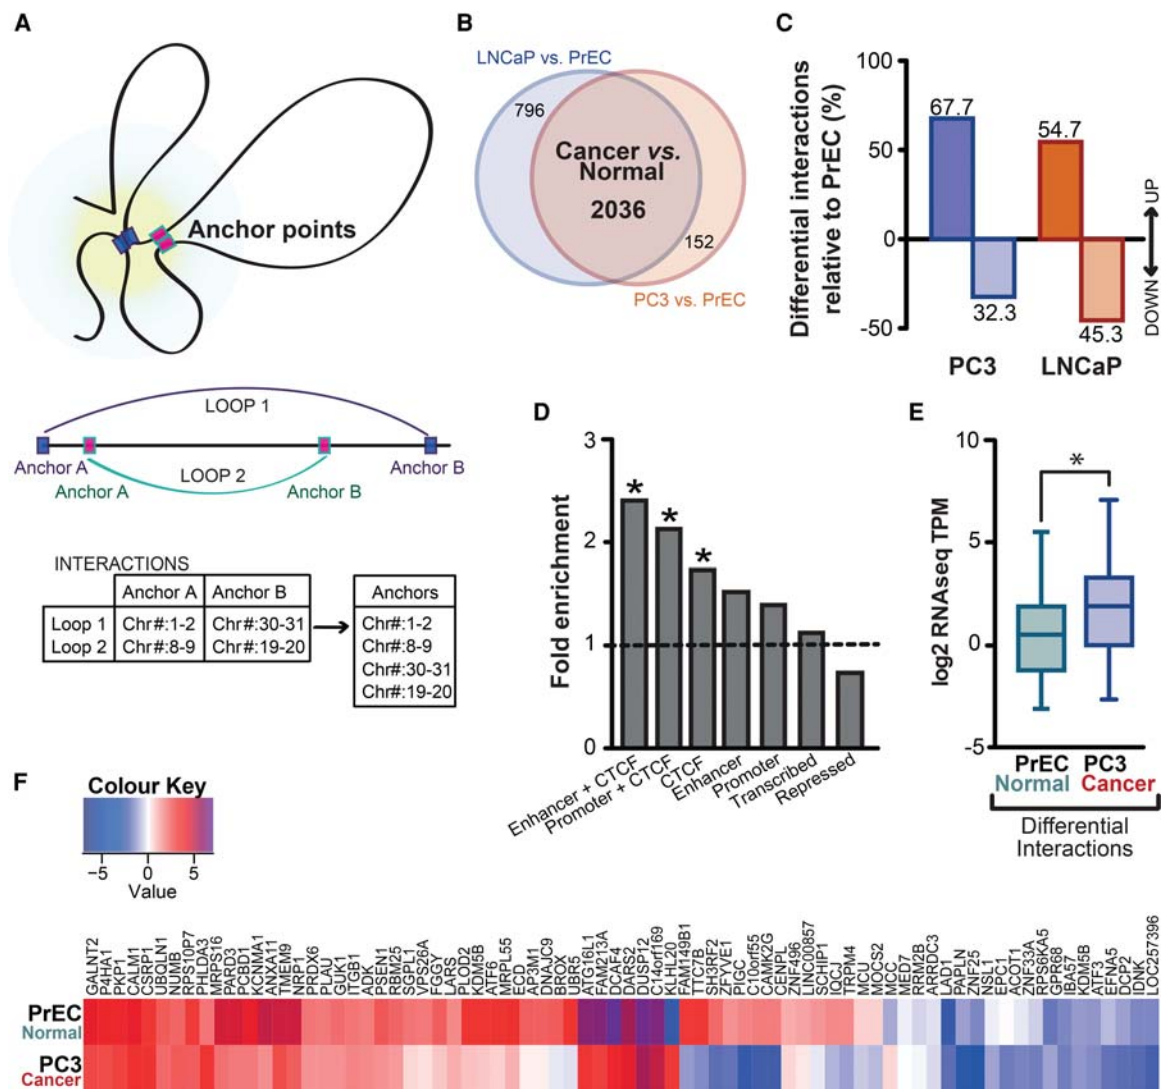 A
Anchor points
LOOP 1
Anchor A
Anchor B
LOOP 2
Anchor A
Anchor B
INTERACTIONS
Anchor A Anchor B
Loop 1 Chr#:1-2 Chr#:30-31
Loop 2 Chr#:8-9 Chr#:19-20
Anchors
Chr#:1-2
Chr#:8-9
Chr#:30-31
Chr#:19-20
B
LNCaP vs. PrEC
796
Cancer vs.
Normal
2036
152
PC3 vs. PrEC
C
Differential interactions
relative to PrEC (%)
100
50
0
-50
67.7
32.3
54.7
45.3
PC3 LNCaP
DOWN UP
D
Fold enrichment
3
2
1
0
* * *
Enhancer + CTCF
Promoter + CTCF
CTCF
Enhancer
Promoter
Transcribed
Repressed
E
log2 RNAseq TPM
10
5
0
-5
*
PrEC PC3
Normal Cancer
Differential
Interactions
F
Colour Key
−5 0 5
Value
GALNT2
P4HA1
PKP1
CALM1
CSRP1
UBQLN1
NUMB
RPS10P7
PHLDA3
MRPS16
PARD3
PCBD1
KCNMA1
ANXA11
TMEM9
NRP1
PRDX6
PLAU
GUK1
ITGB1
ADK
PSEN1
RBM25
SGPL1
VPS26A
FGGY
LARS
PLOD2
KDM5B
ATF6
MRPL55
ECD
AP3M1
DNAJC9
BROX
UBR5
ATG16L1
FAM213A
DCAF4
DARS2
DUSP12
C14orf169
KLHL20
FAM149B1
TTC7B
SH3RF2
ZFYVE1
PIGC
C10orf55
CAMK2G
CENPL
ZNF496
LINC00857
SCHIP1
IQCJ
TRPM4
MCU
MOCS2
MCC
MED7
RRM2B
ARRDC3
LAD1
PAPLN
ZNF25
NSL1
EPC1
ACOT1
ZNF33A
KDM5B
RPS6KA5
GPR68
IBA57
KDM5B
ATF3
EFNA5
DCP2
IDNK
LOC257396
PrEC
Normal
PC3
Cancer